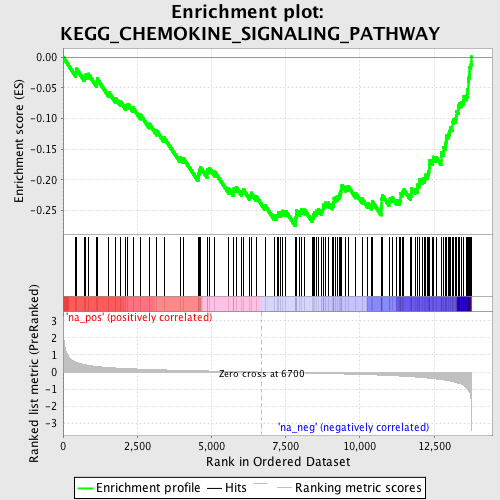 Enrichment plot:
KEGG_CHEMOKINE_SIGNALING_PATHWAY
Enrichment score (ES)
0.00
-0.05
-0.10
-0.15
-0.20
-0.25
Ranked list metric (PreRanked)
3
2
1
0
-1
-2
-3
'na_pos' (positively correlated)
Zero cross at 6700
'na_neg' (negatively correlated)
0
2,500
5,000
7,500
10,000
12,500
Rank in Ordered Dataset
Enrichment profile
Hits
Ranking metric scores